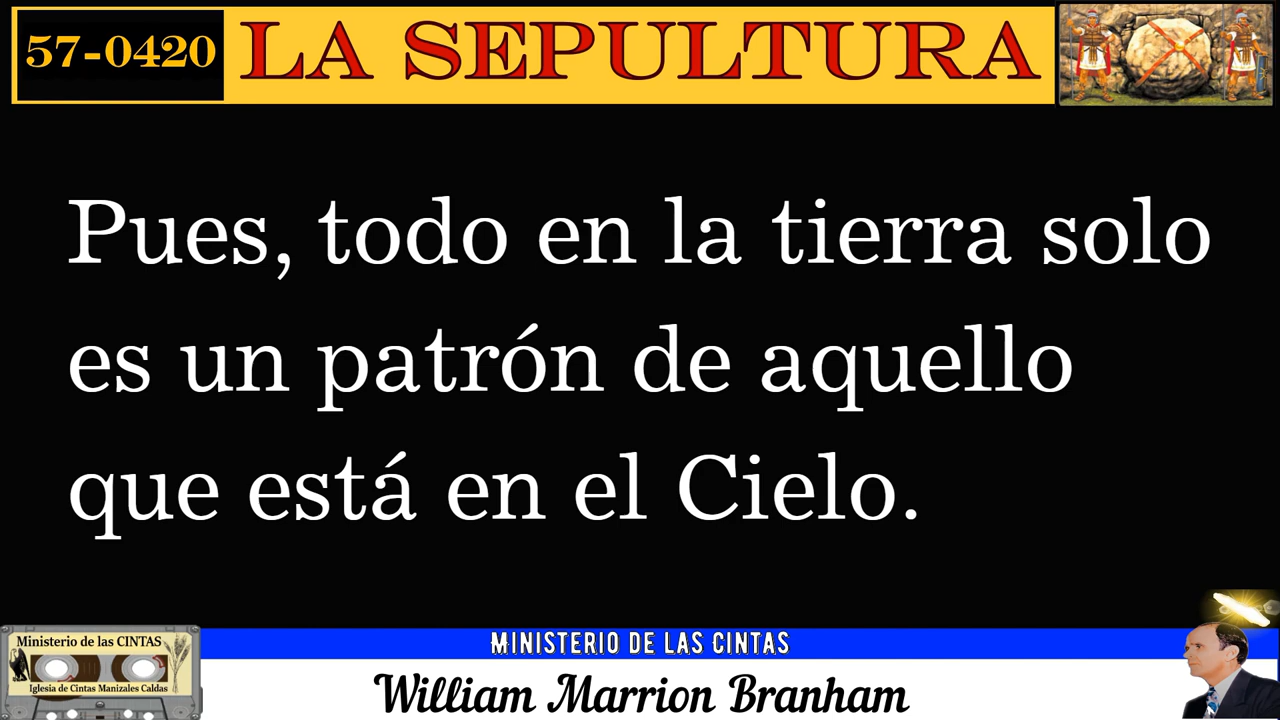 57-0420 LA SEPULTURA
Pues, todo en la tierra solo
es un patrón de aquello
que está en el Cielo.
MINISTERIO DE LAS CINTAS
Ministerio de las CINTAS
Iglesia de Cintas Manizales Caldas
William Marrion Branham